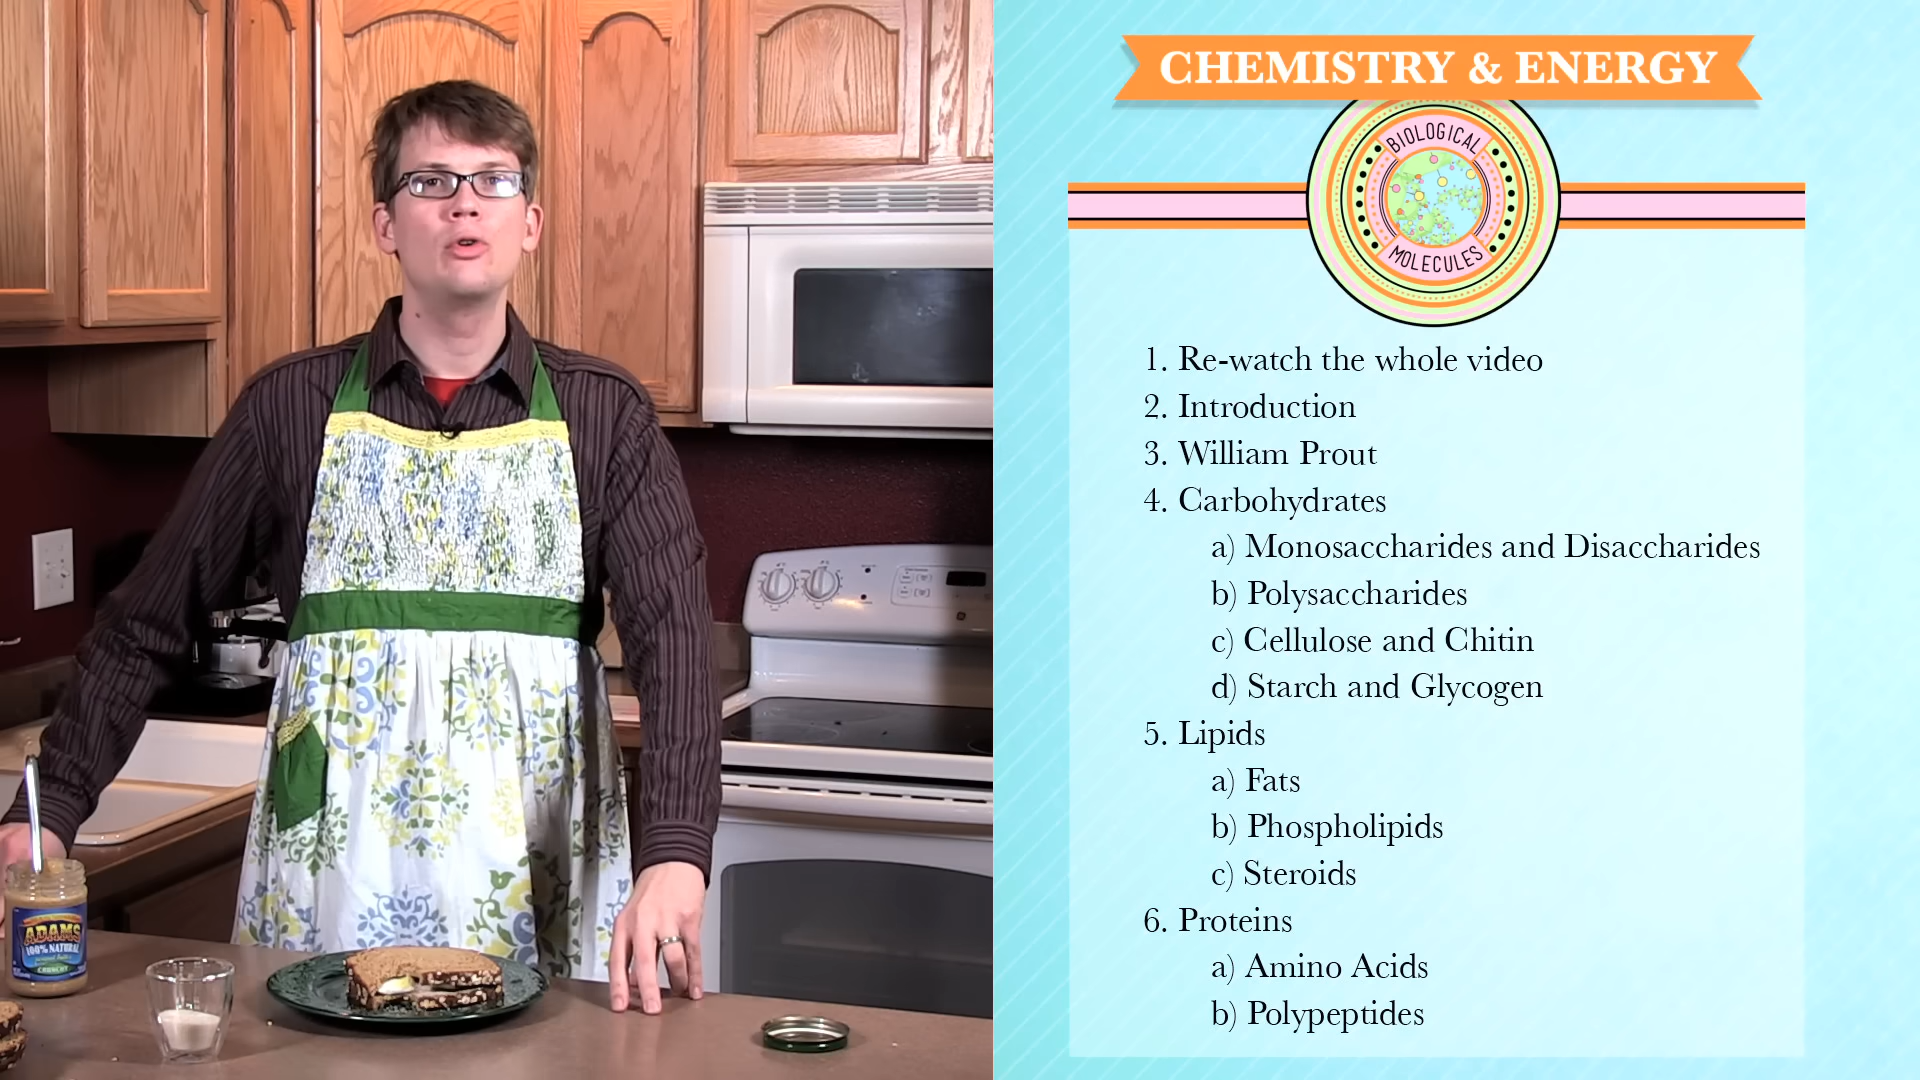 CHEMISTRY & ENERGY
BIOLOGICAL
MOLECULES
1. Re-watch the whole video
2. Introduction
3. William Prout
4. Carbohydrates
a) Monosaccharides and Disaccharides
b) Polysaccharides
c) Cellulose and Chitin
d) Starch and Glycogen
5. Lipids
a) Fats
b) Phospholipids
c) Steroids
6. Proteins
a) Amino Acids
b) Polypeptides
ADAMS
100% NATURAL
CRUNCHY